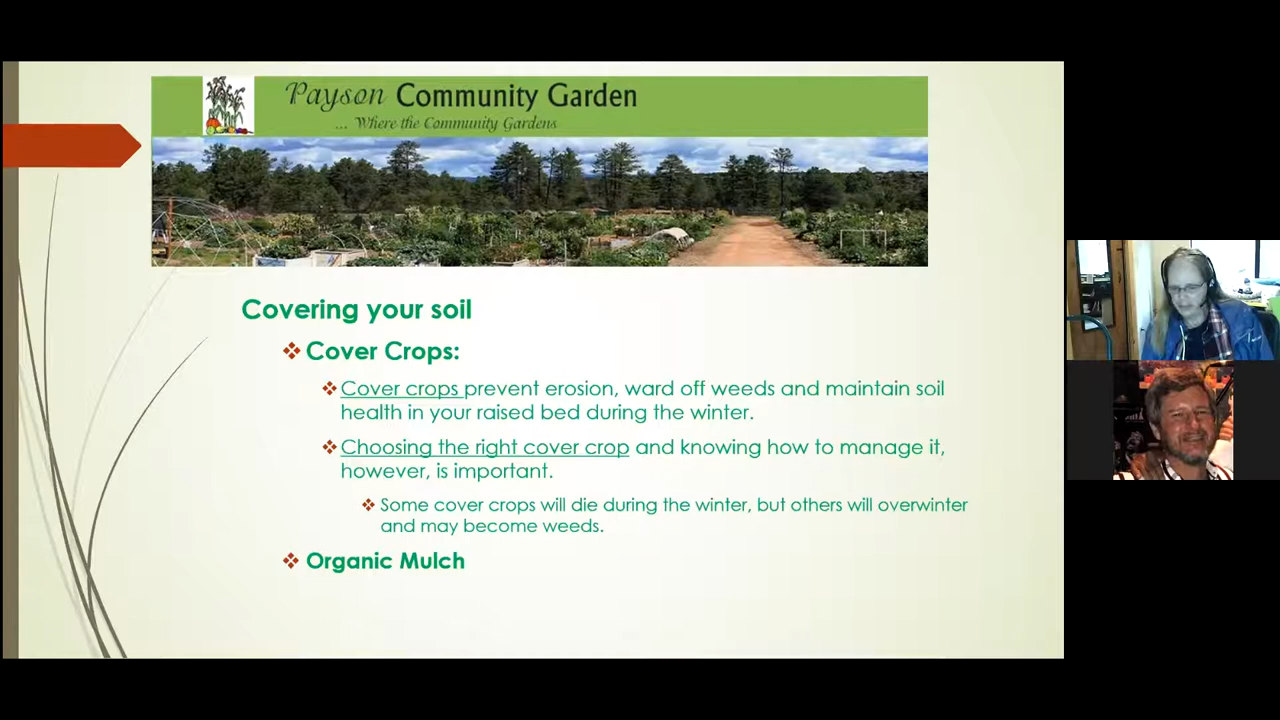 Payson Community Garden
... Where the Community Gardens
Covering your soil
Cover Crops:
Cover crops prevent erosion, ward off weeds and maintain soil
health in your raised bed during the winter.
Choosing the right cover crop and knowing how to manage it,
however, is important.
Some cover crops will die during the winter, but others will overwinter
and may become weeds.
Organic Mulch